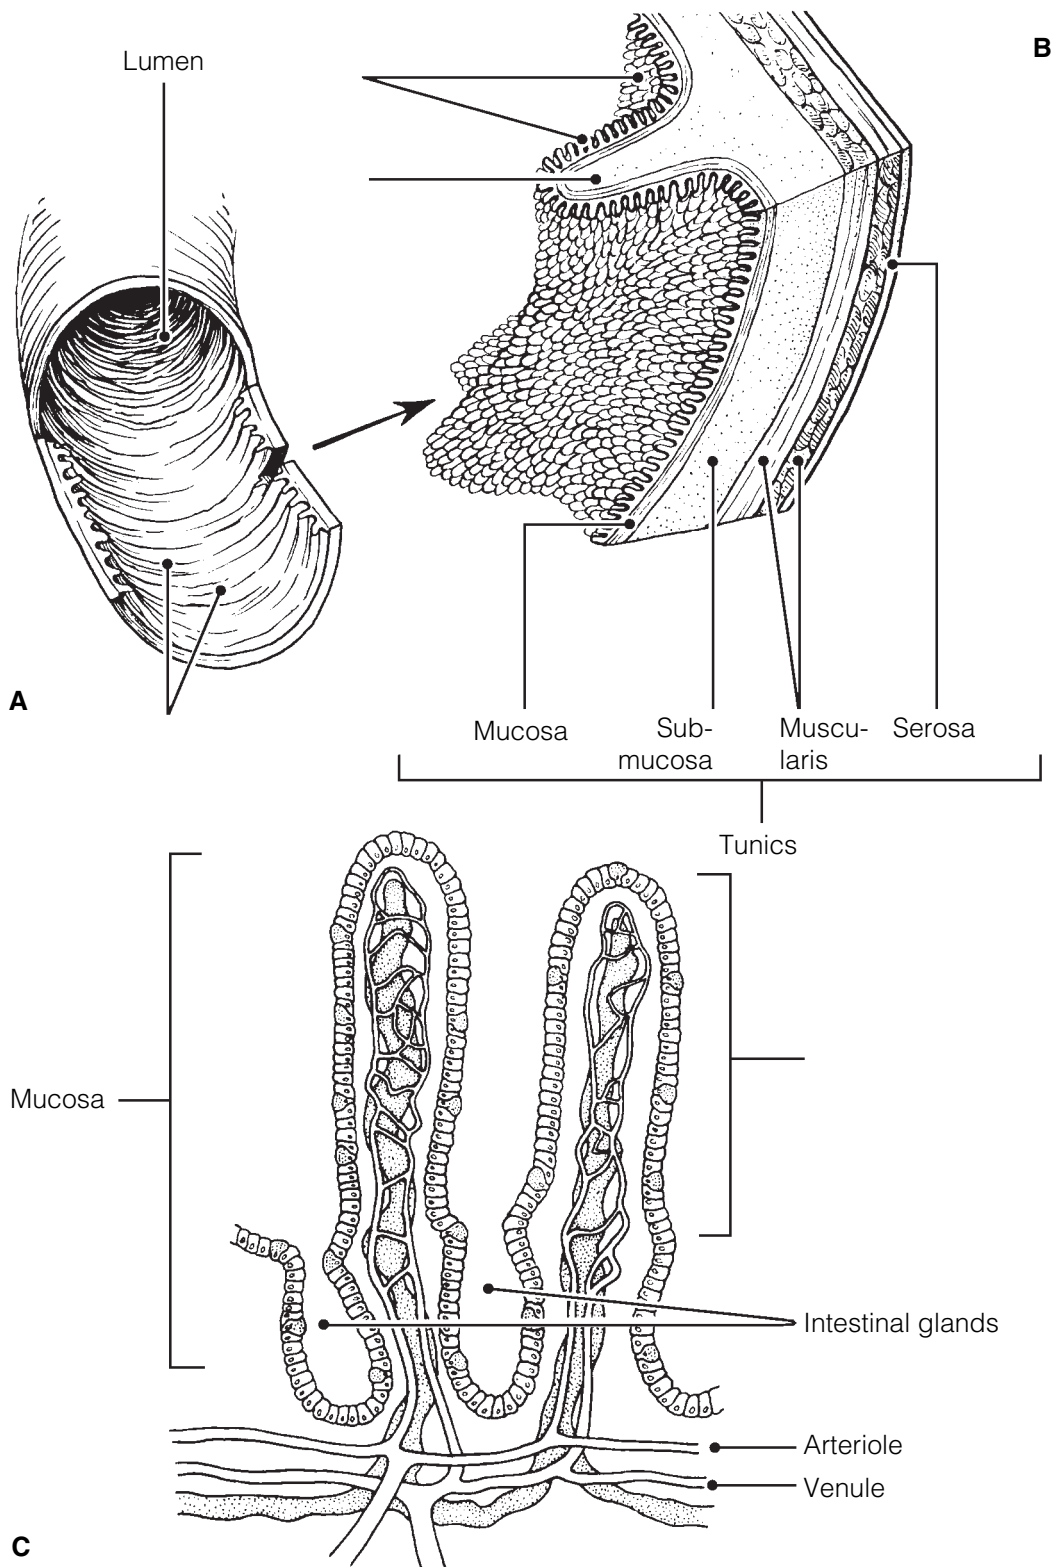 B
Lumen
A
Mucosa
Sub-
mucosa
Muscu-
laris
Serosa
Tunics
Mucosa
Intestinal glands
Arteriole
Venule
C